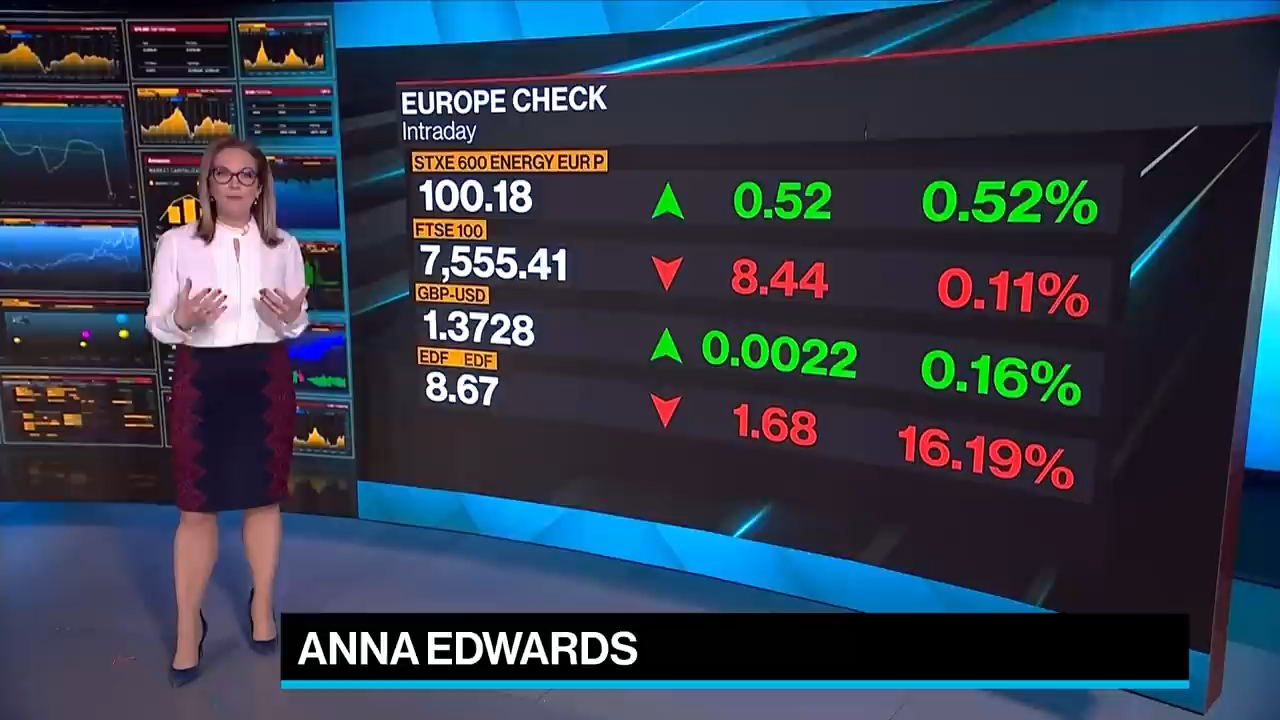 EUROPE CHECK
Intraday
STXE 600 ENERGY EUR P
100.18 0.52 0.52%
FTSE 100
7,555.41 8.44 0.11%
GBP-USD
1.3728 0.0022 0.16%
EDF EDF
8.67 1.68 16.19%
ANNA EDWARDS